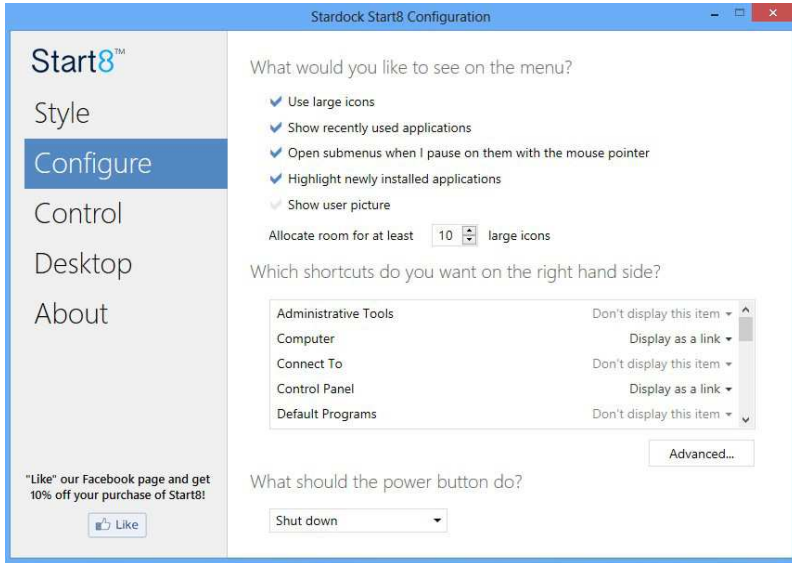 Stardock Start8 Configuration
Start8™
Style
Configure
Control
Desktop
About
"Like" our Facebook page and get
10% off your purchase of Start8!
Like
What would you like to see on the menu?
Use large icons
Show recently used applications
Open submenus when I pause on them with the mouse pointer
Highlight newly installed applications
Show user picture
Allocate room for at least 10 large icons
Which shortcuts do you want on the right hand side?
Administrative Tools Don't display this item
Computer Display as a link
Connect To Don't display this item
Control Panel Display as a link
Default Programs Don't display this item
Advanced...
What should the power button do?
Shut down